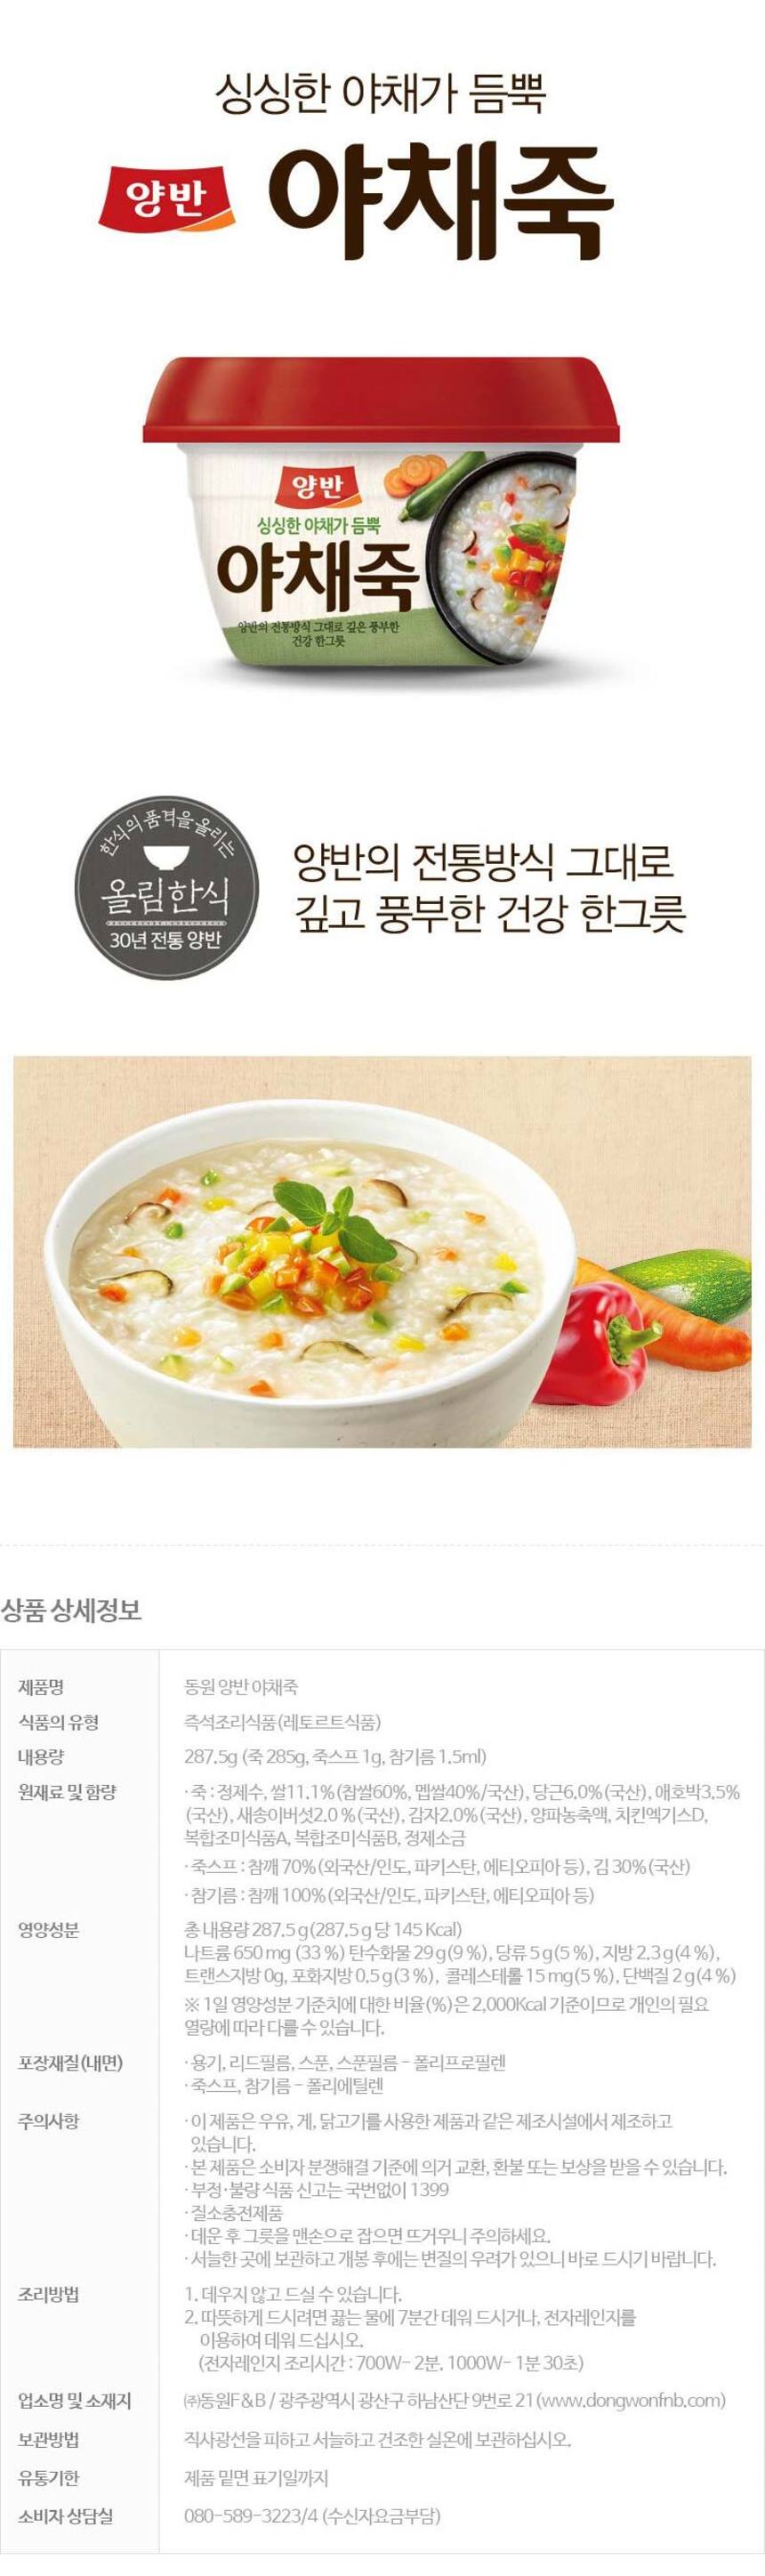 싱싱한 야채가 듬뿍
양반 야채죽
양반
싱싱한 야채가 듬뿍
야채죽
양반의 전통방식 그대로 깊은 풍부한
건강 한그릇
한식의 품격을 올리는
올림한식
30년 전통 양반
양반의 전통방식 그대로
깊고 풍부한 건강 한그릇
상품 상세정보
제품명 동원 양반 야채죽
식품의 유형 즉석조리식품(레토르트식품)
내용량 287.5g (죽 285g, 죽스프 1g, 참기름 1.5ml)
원재료 및 함량 · 죽 : 정제수, 쌀11.1%(찹쌀60%, 멥쌀40%/국산), 당근6.0%(국산), 애호박3.5%
(국산), 새송이버섯2.0 %(국산), 감자2.0%(국산), 양파농축액, 치킨엑기스D,
복합조미식품A, 복합조미식품B, 정제소금
· 죽스프 : 참깨 70%(외국산/인도, 파키스탄, 에티오피아 등), 김 30%(국산)
· 참기름 : 참깨 100%(외국산/인도, 파키스탄, 에티오피아 등)
영양성분 총 내용량 287.5 g(287.5 g 당 145 Kcal)
나트륨 650 mg (33 %) 탄수화물 29 g(9 %), 당류 5 g(5 %), 지방 2.3 g(4 %),
트랜스지방 0g, 포화지방 0.5 g(3 %), 콜레스테롤 15 mg(5 %), 단백질 2 g(4 %)
※ 1일 영양성분 기준치에 대한 비율(%)은 2,000Kcal 기준이므로 개인의 필요
열량에 따라 다를 수 있습니다.
포장재질(내면) · 용기, 리드필름, 스푼, 스푼필름 - 폴리프로필렌
· 죽스프, 참기름 - 폴리에틸렌
주의사항 · 이 제품은 우유, 게, 닭고기를 사용한 제품과 같은 제조시설에서 제조하고
있습니다.
· 본 제품은 소비자 분쟁해결 기준에 의거 교환, 환불 또는 보상을 받을 수 있습니다.
· 부정·불량 식품 신고는 국번없이 1399
· 질소충전제품
· 데운 후 그릇을 맨손으로 잡으면 뜨거우니 주의하세요.
· 서늘한 곳에 보관하고 개봉 후에는 변질의 우려가 있으니 바로 드시기 바랍니다.
조리방법 1. 데우지 않고 드실 수 있습니다.
2. 따뜻하게 드시려면 끓는 물에 7분간 데워 드시거나, 전자레인지를
이용하여 데워 드십시오.
(전자레인지 조리시간 : 700W- 2분, 1000W- 1분 30초)
업소명 및 소재지 ㈜동원F&B / 광주광역시 광산구 하남산단 9번로 21(www.dongwonfnb.com)
보관방법 직사광선을 피하고 서늘하고 건조한 실온에 보관하십시오.
유통기한 제품 밑면 표기일까지
소비자 상담실 080-589-3223/4 (수신자요금부담)